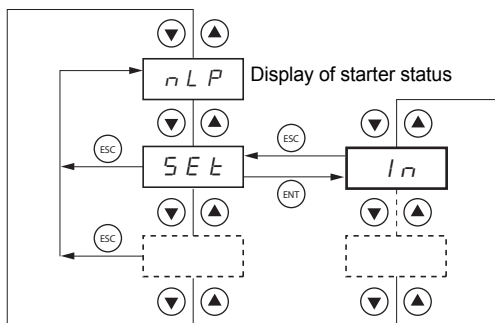 nLP Display of starter status
ESC ESC
SEt In
ENT
ESC